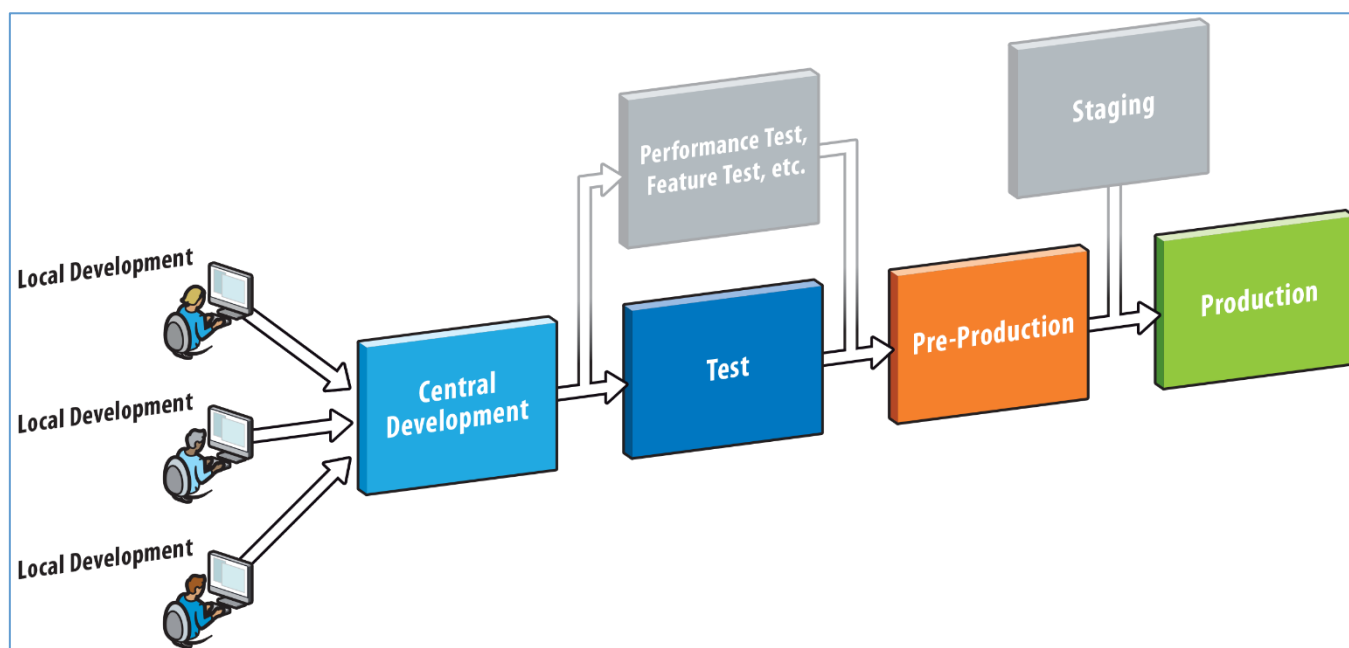 Local Development
Local Development
Local Development
Central
Development
Performance Test,
Feature Test, etc.
Test
Pre-Production
Staging
Production